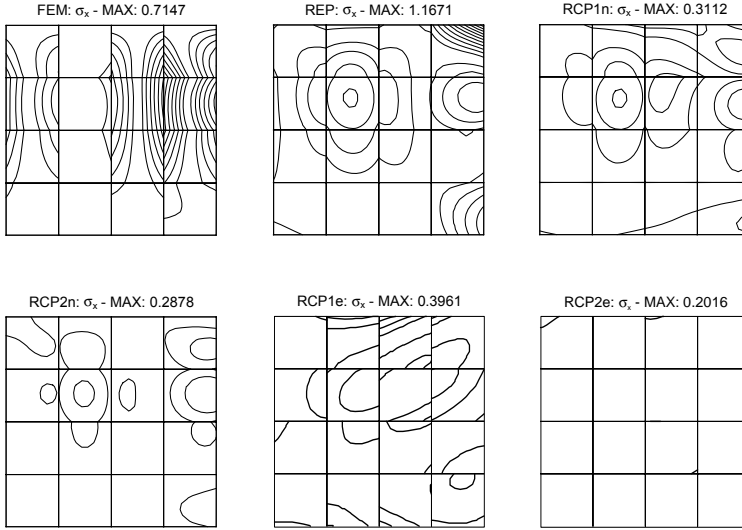 FEM: σx - MAX: 0.7147
REP: σx - MAX: 1.1671
RCP1n: σx - MAX: 0.3112
RCP2n: σx - MAX: 0.2878
RCP1e: σx - MAX: 0.3961
RCP2e: σx - MAX: 0.2016